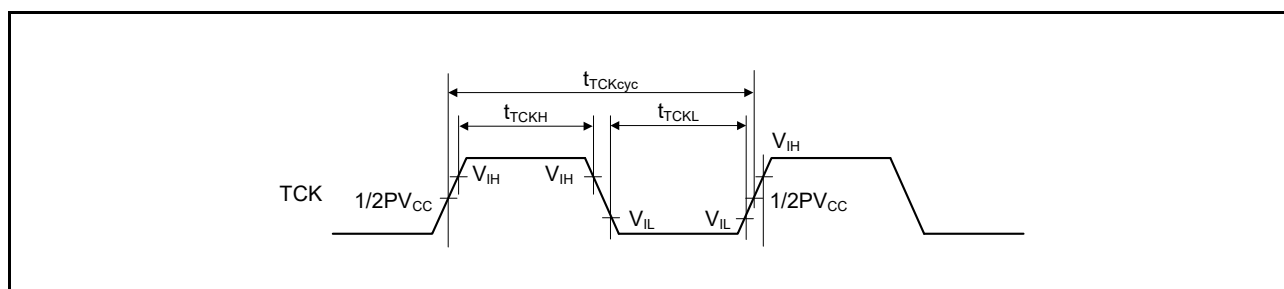 tTCKcyc
tTCKH
tTCKL
VIH
TCK
1/2PVCC
VIH
VIH
VIL
VIL
1/2PVCC